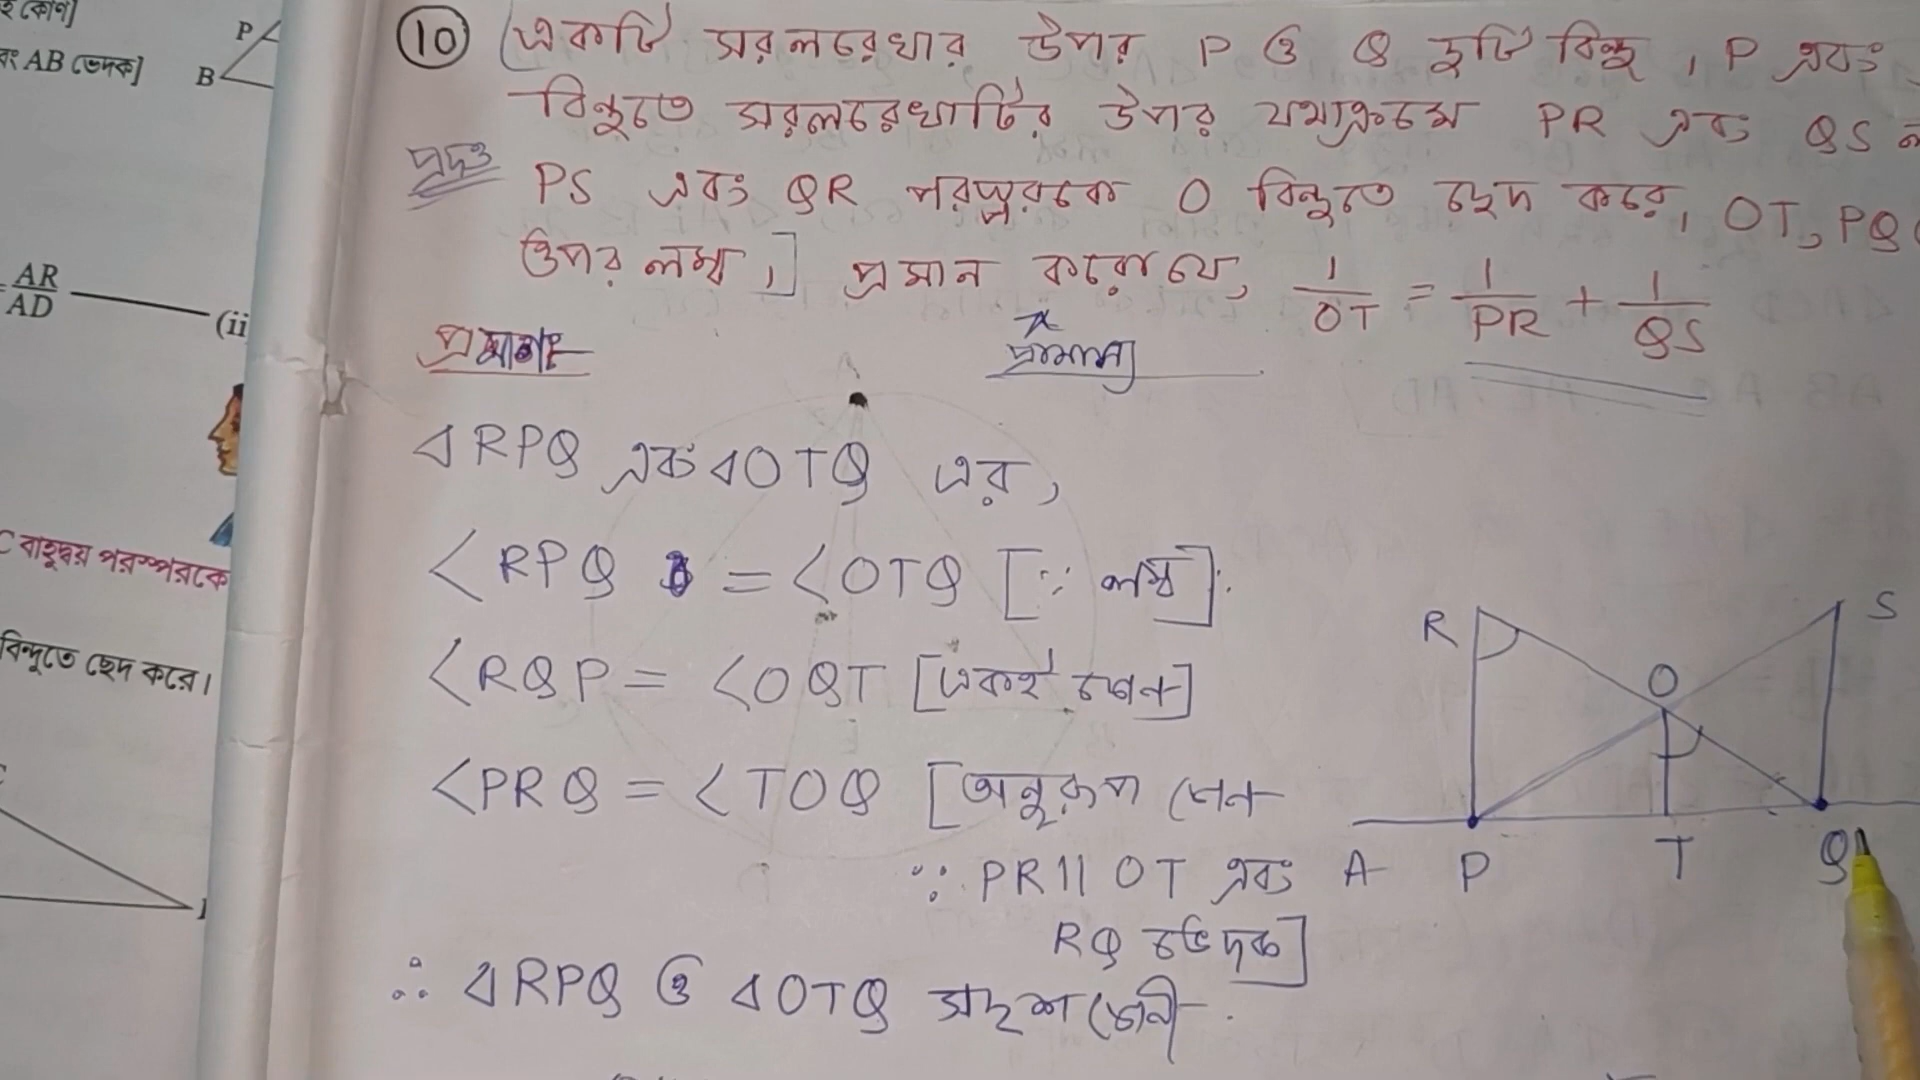 ই কোণ]
P
বং AB ভেদক]
B
AR
AD
(ii
C বাহুদ্বয় পরস্পরকে
বিন্দুতে ছেদ করে।
(10) [একটি সরলরেখার উপর P ও Q দুটি বিন্দু, P এবং
বিন্দুতে সরলরেখাটির উপর যথাক্রমে PR এবং QS ল
প্রদত্ত
PS এবং QR পরস্পরকে O বিন্দুতে ছেদ করে, OT, PQ
উপর লম্ব,] প্রমান করো যে, 1/OT = 1/PR + 1/QS
প্রমাণঃ-
প্রামাণ্য
△RPQ এবং △OTQ এর,
<RPQ = <OTQ [∵ লম্ব].
<RQP = <OQT [একই কোন]
<PRQ = <TOQ [অনুরূপ কোন
∵ PR || OT এবং
RQ ভেদক]
∴ △RPQ ও △OTQ সদৃশকোনী.
R
S
O
A P T Q